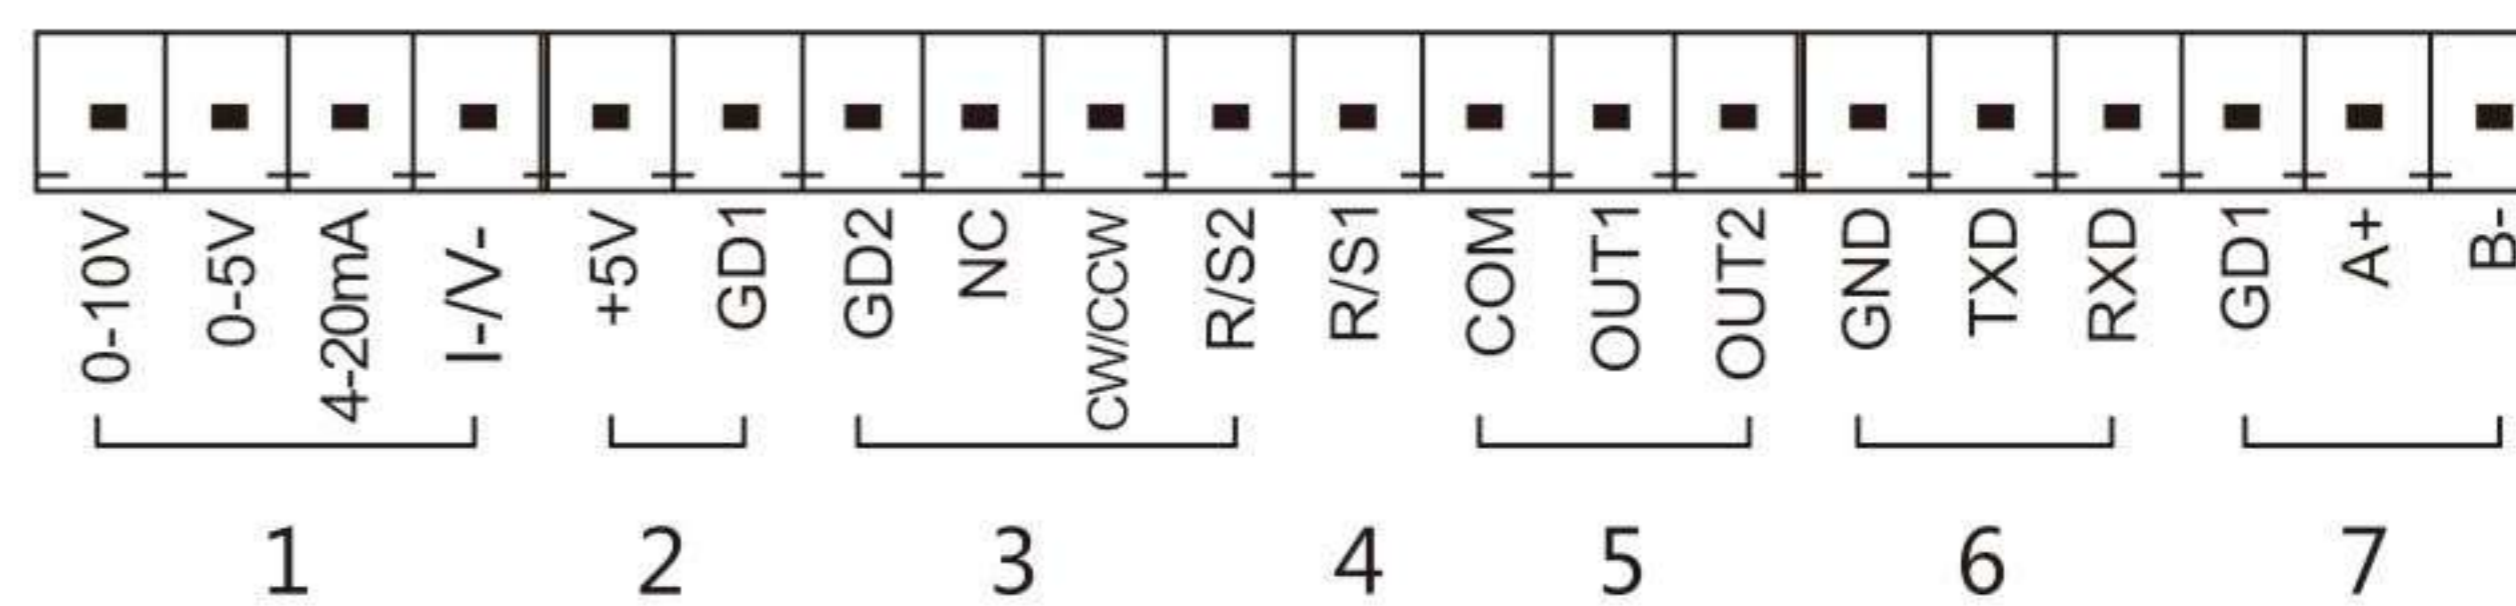 0-10V
0-5V
4-20mA
I-/V-
+5V
GD1
GD2
NC
CW/CCW
R/S2
R/S1
COM
OUT1
OUT2
GND
TXD
RXD
GD1
A+
B-
1 2 3 4 5 6 7